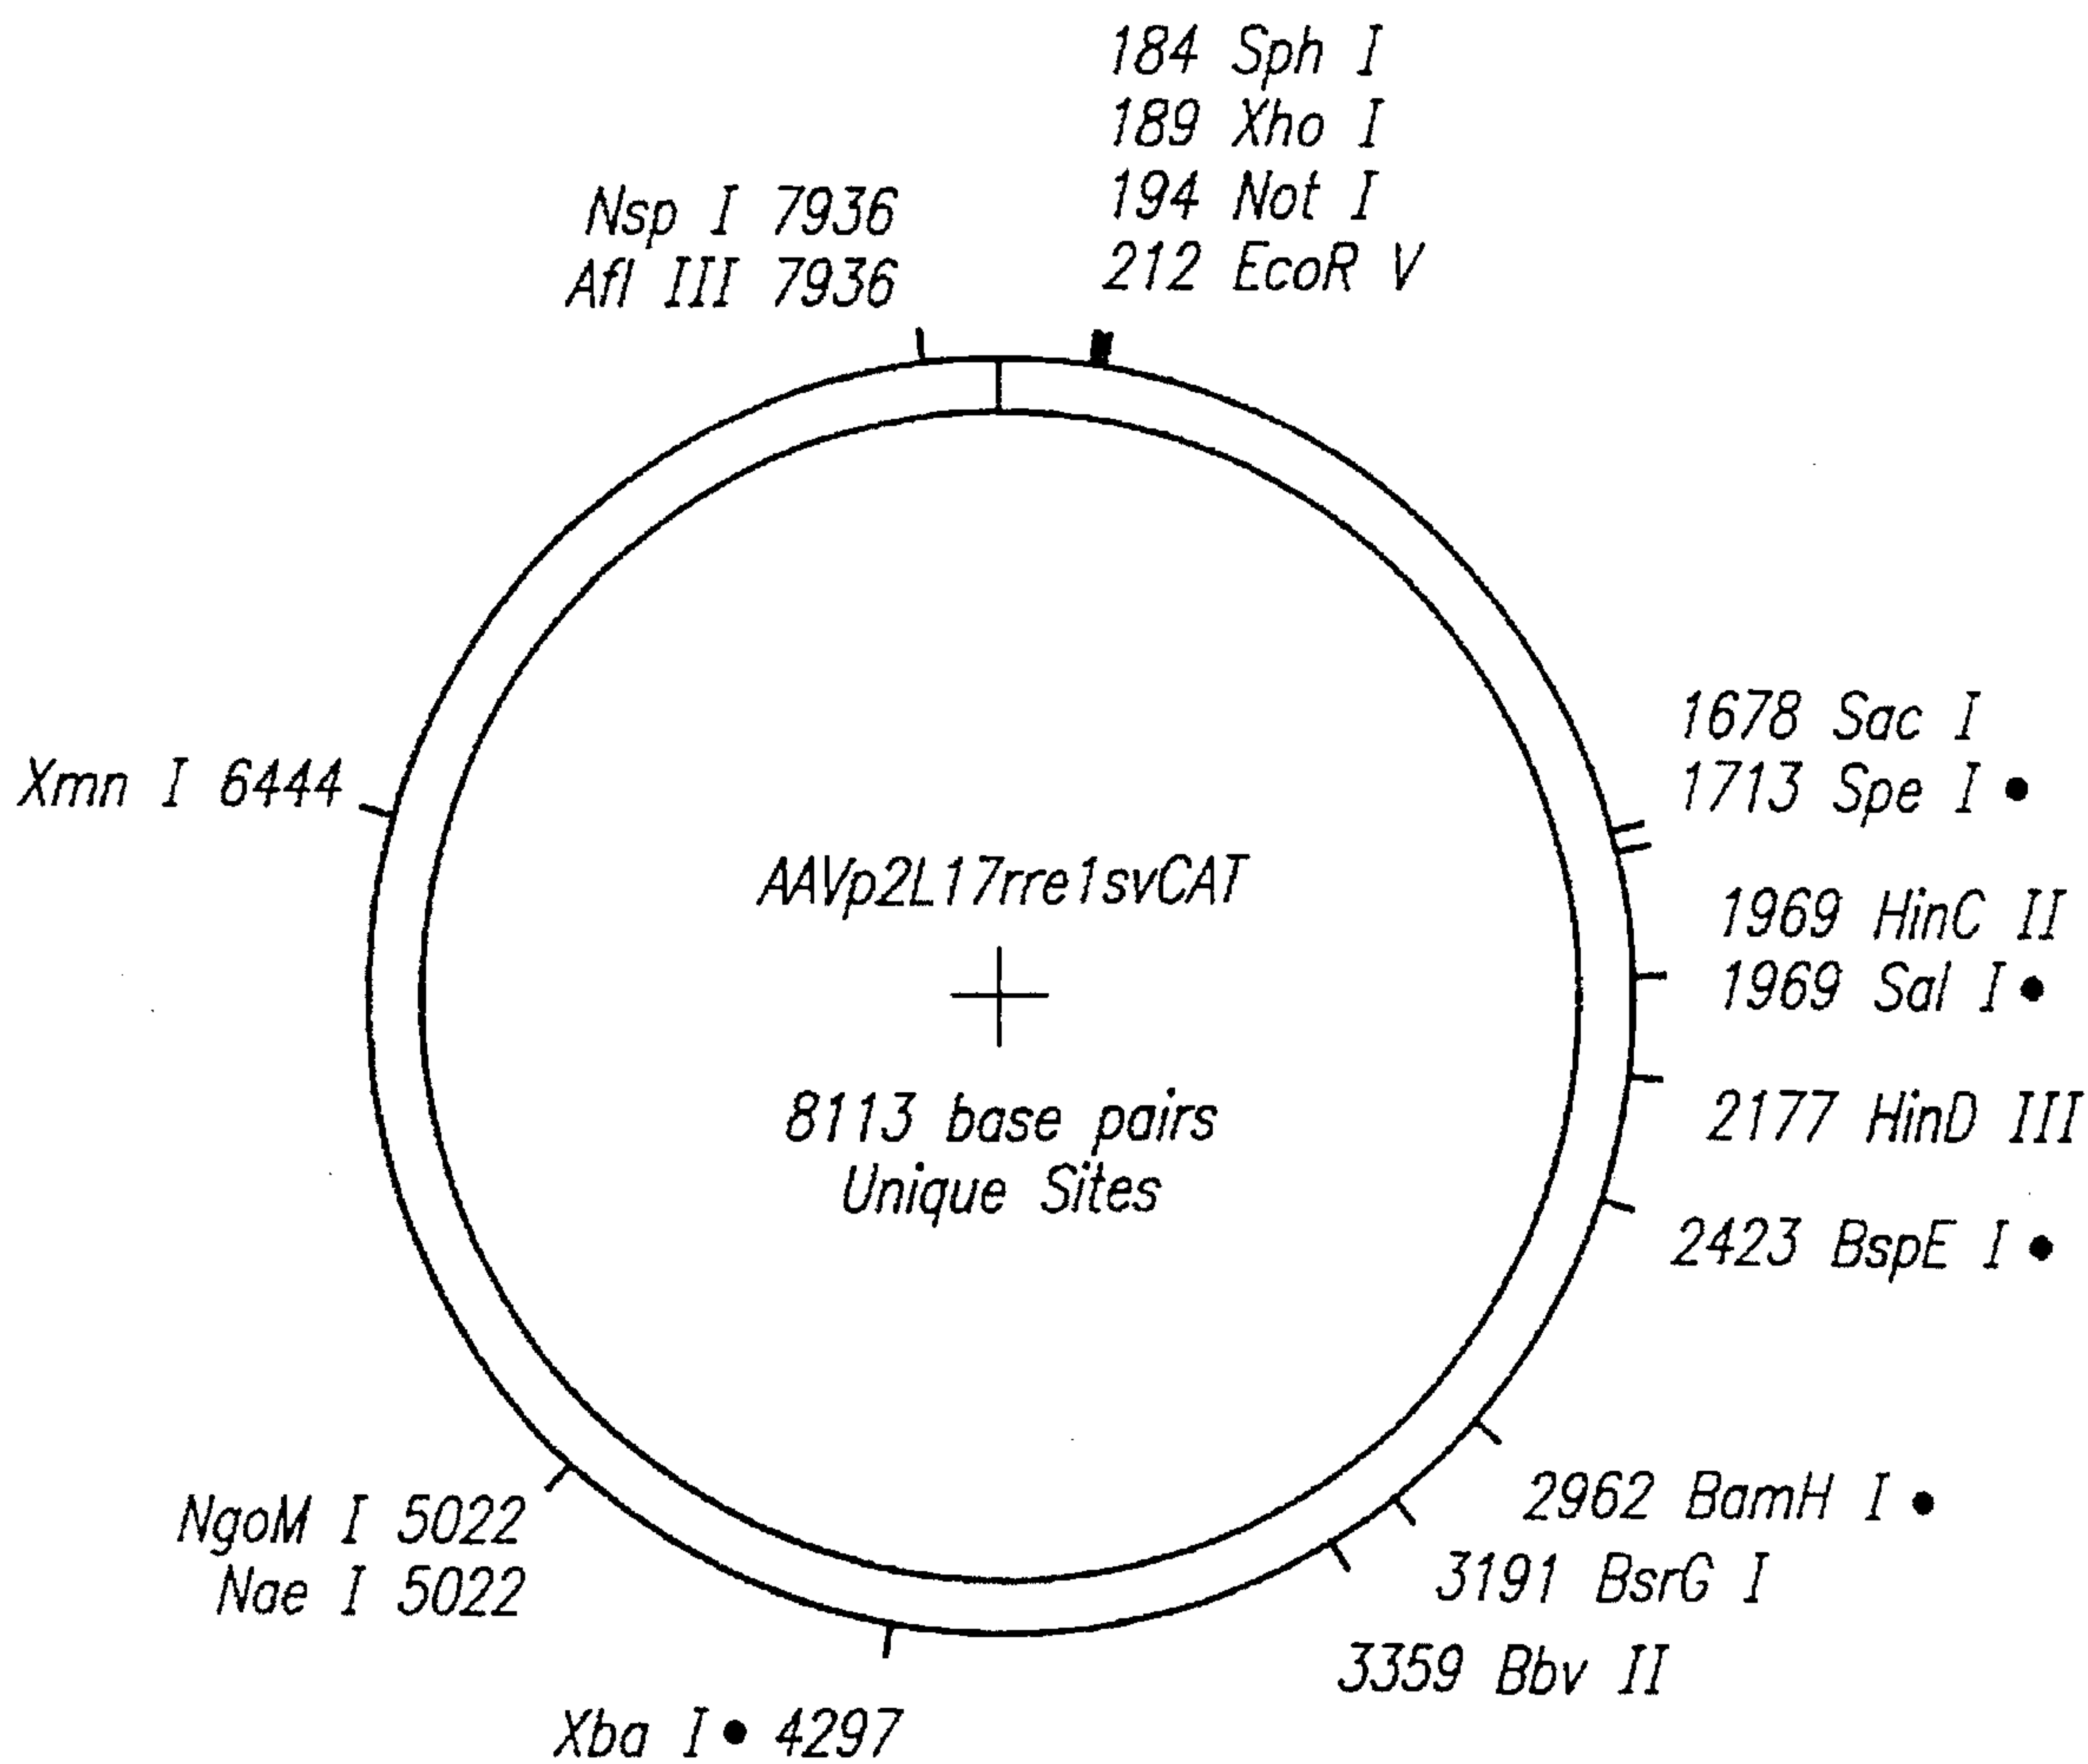 184 Sph I
189 Xho I
194 Not I
212 EcoR V
Nsp I 7936
Afl III 7936
1678 Sac I
1713 Spe I •
Xmn I 6444
AAVp2L17rre1svCAT
1969 HinC II
1969 Sal I •
8113 base pairs
Unique Sites
2177 HinD III
2423 BspE I •
2962 BamH I •
3191 BsrG I
3359 Bbv II
NgoM I 5022
Nae I 5022
Xba I • 4297